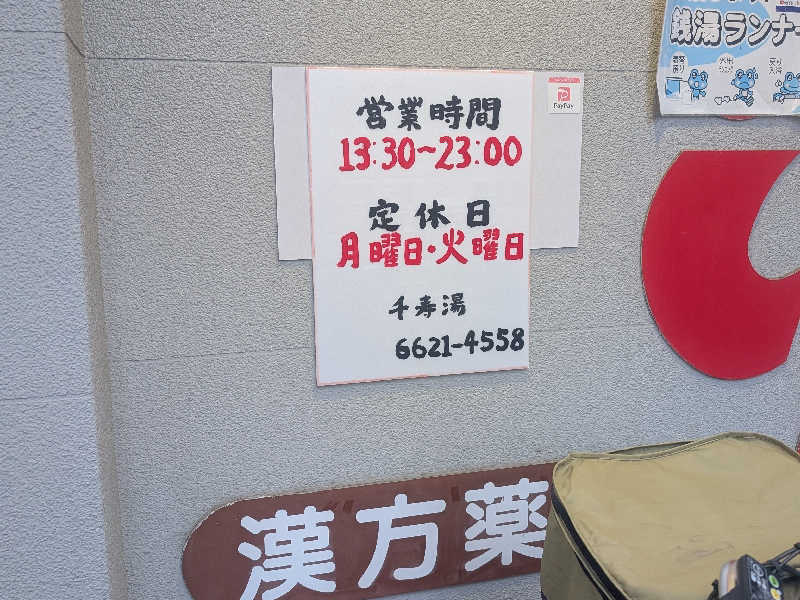 銭湯ランナー
PayPay
営業時間
13:30~23:00
定休日
月曜日・火曜日
千寿湯
6621-4558
漢方薬